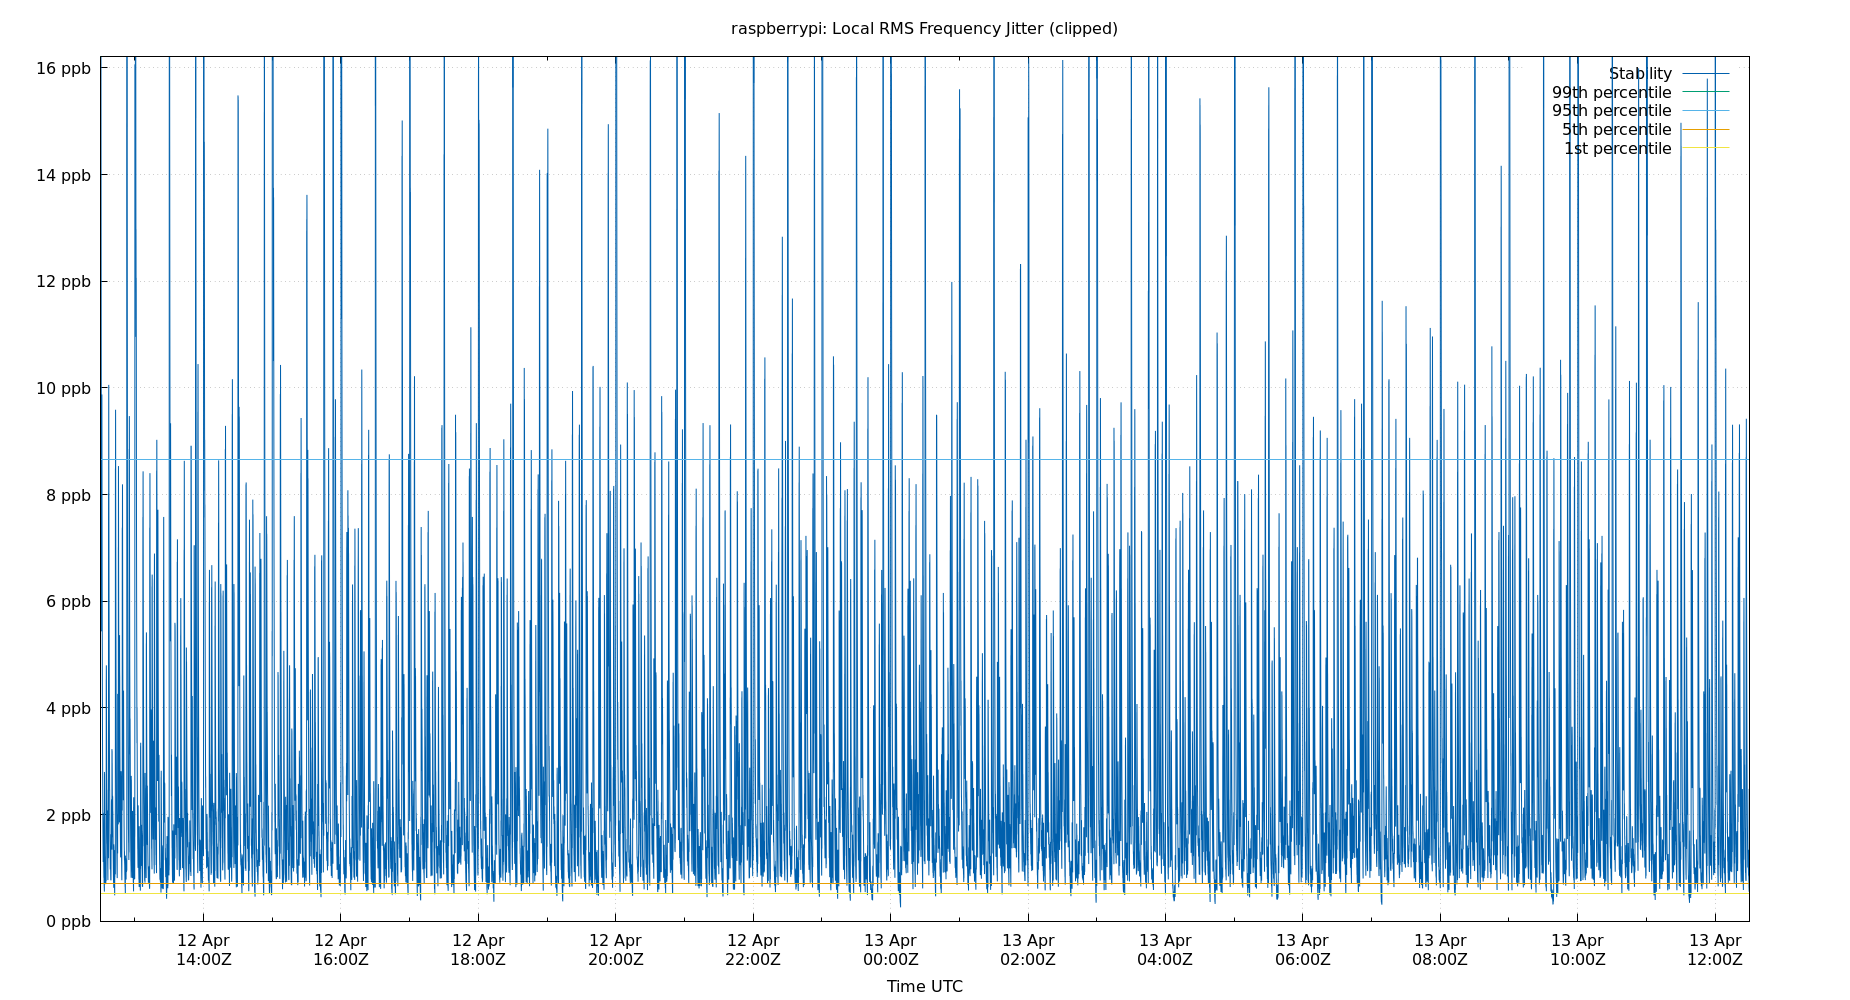 raspberrypi: Local RMS Frequency Jitter (clipped)
16 ppb
14 ppb
12 ppb
10 ppb
8 ppb
6 ppb
4 ppb
2 ppb
0 ppb
Stability
99th percentile
95th percentile
5th percentile
1st percentile
12 Apr 12 Apr 12 Apr 12 Apr 12 Apr 13 Apr 13 Apr 13 Apr 13 Apr 13 Apr 13 Apr 13 Apr
14:00Z 16:00Z 18:00Z 20:00Z 22:00Z 00:00Z 02:00Z 04:00Z 06:00Z 08:00Z 10:00Z 12:00Z
Time UTC